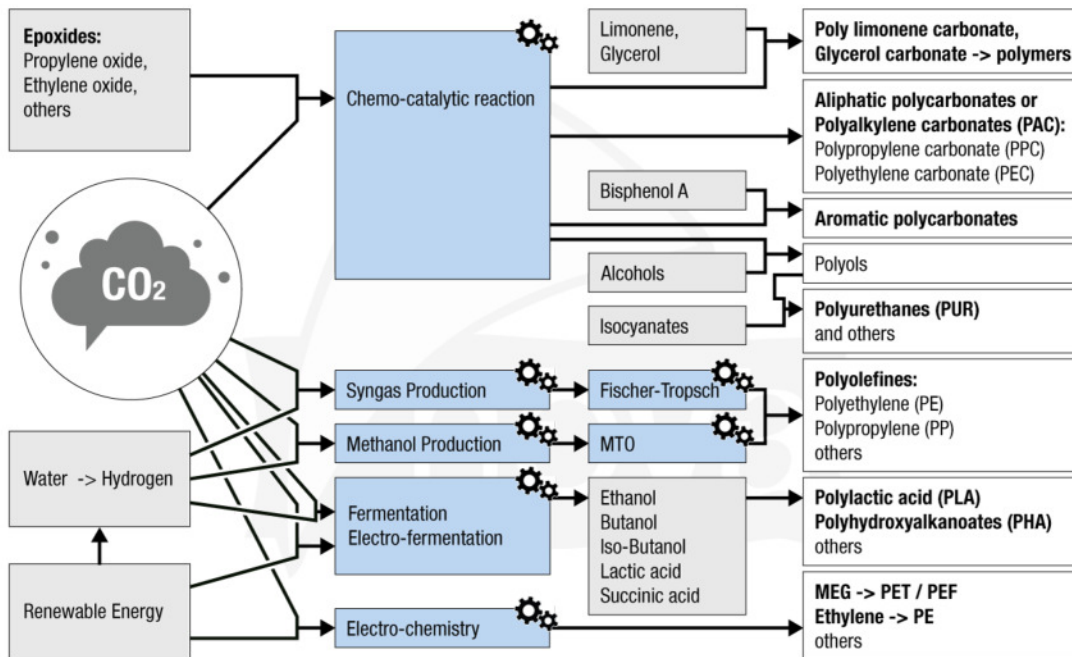 Epoxides:
Propylene oxide,
Ethylene oxide,
others
Chemo-catalytic reaction
Limonene,
Glycerol
Poly limonene carbonate,
Glycerol carbonate -> polymers
Aliphatic polycarbonates or
Polyalkylene carbonates (PAC):
Polypropylene carbonate (PPC)
Polyethylene carbonate (PEC)
Bisphenol A
Aromatic polycarbonates
CO₂
Alcohols
Polyols
Isocyanates
Polyurethanes (PUR)
and others
Syngas Production
Fischer-Tropsch
Polyolefines:
Polyethylene (PE)
Polypropylene (PP)
others
Methanol Production
MTO
Water -> Hydrogen
Fermentation
Electro-fermentation
Ethanol
Butanol
Iso-Butanol
Lactic acid
Succinic acid
Polylactic acid (PLA)
Polyhydroxyalkanoates (PHA)
others
Renewable Energy
Electro-chemistry
MEG -> PET / PEF
Ethylene -> PE
others